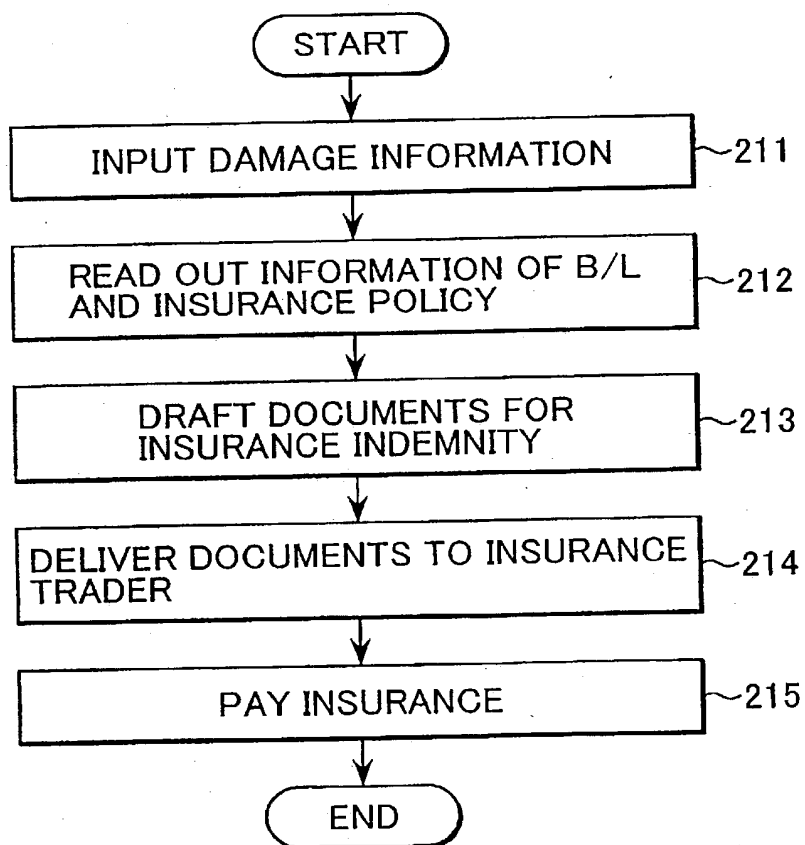 START
INPUT DAMAGE INFORMATION
211
READ OUT INFORMATION OF B/L
AND INSURANCE POLICY
212
DRAFT DOCUMENTS FOR
INSURANCE INDEMNITY
213
DELIVER DOCUMENTS TO INSURANCE
TRADER
214
PAY INSURANCE
215
END